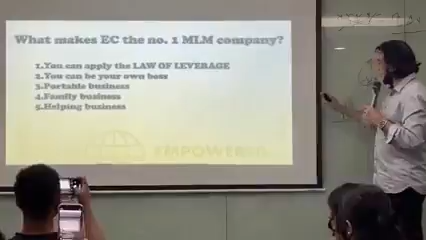 What makes EC the no. 1 MLM company?
1.You can apply the LAW OF LEVERAGE
2.You can be your own boss
3.Portable business
4.Family business
5.Helping business